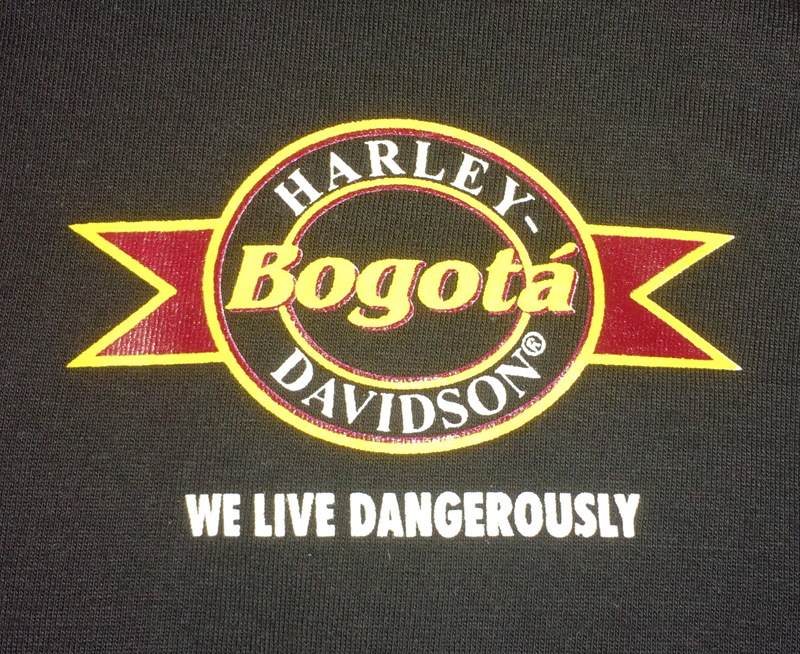 HARLEY-
Bogotá
DAVIDSON®
WE LIVE DANGEROUSLY